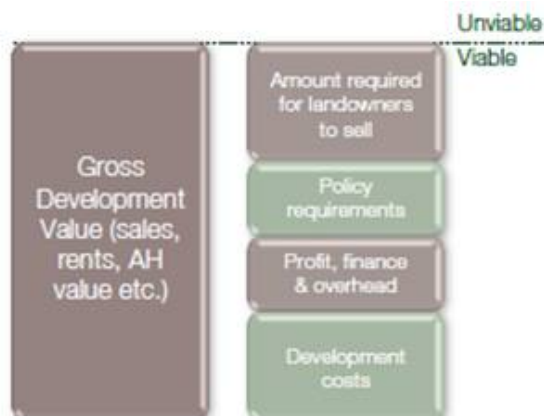 Unviable
Viable
Gross
Development
Value (sales,
rents, AH
value etc.)
Amount required
for landowners
to sell
Policy
requirements
Profit, finance
& overhead
Development
costs